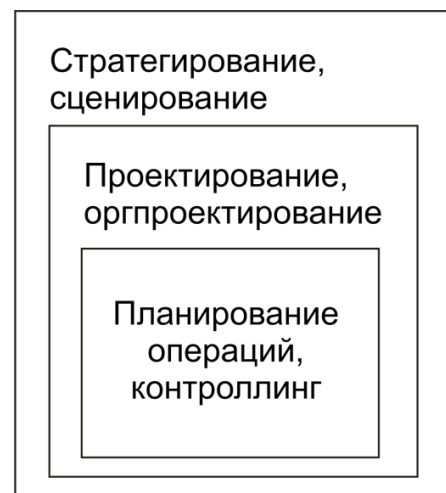 Стратегирование,
сценирование
Проектирование,
оргпроектирование
Планирование
операций,
контроллинг